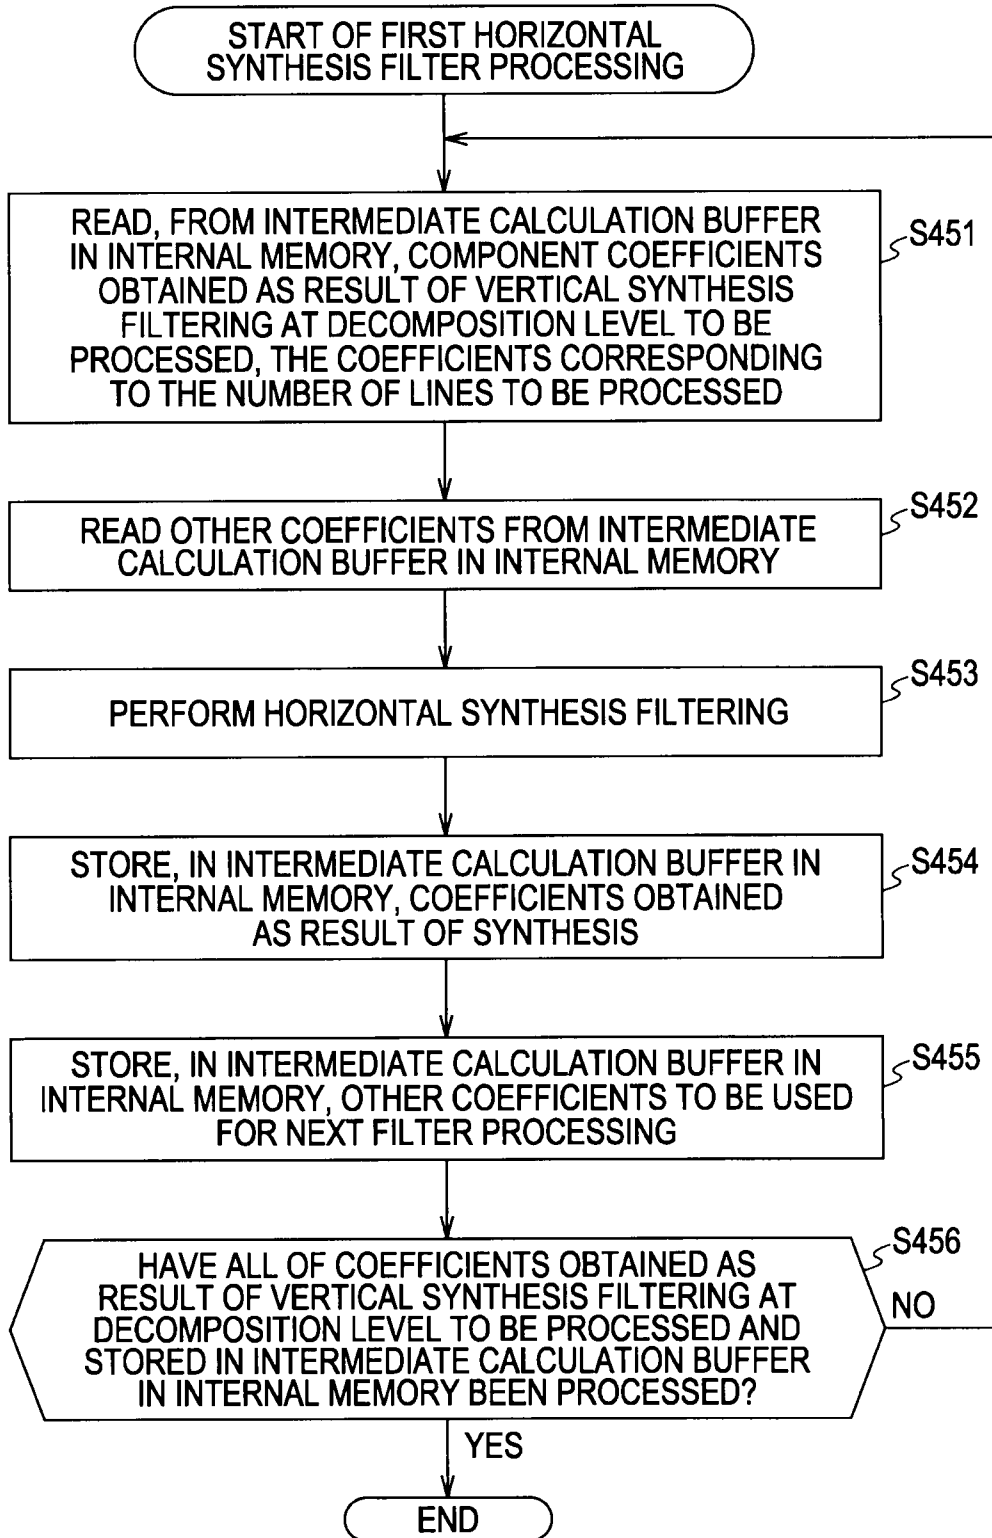 START OF FIRST HORIZONTAL
SYNTHESIS FILTER PROCESSING
READ, FROM INTERMEDIATE CALCULATION BUFFER
IN INTERNAL MEMORY, COMPONENT COEFFICIENTS
OBTAINED AS RESULT OF VERTICAL SYNTHESIS
FILTERING AT DECOMPOSITION LEVEL TO BE
PROCESSED, THE COEFFICIENTS CORRESPONDING
TO THE NUMBER OF LINES TO BE PROCESSED
S451
READ OTHER COEFFICIENTS FROM INTERMEDIATE
CALCULATION BUFFER IN INTERNAL MEMORY
S452
PERFORM HORIZONTAL SYNTHESIS FILTERING
S453
STORE, IN INTERMEDIATE CALCULATION BUFFER IN
INTERNAL MEMORY, COEFFICIENTS OBTAINED
AS RESULT OF SYNTHESIS
S454
STORE, IN INTERMEDIATE CALCULATION BUFFER IN
INTERNAL MEMORY, OTHER COEFFICIENTS TO BE USED
FOR NEXT FILTER PROCESSING
S455
HAVE ALL OF COEFFICIENTS OBTAINED AS
RESULT OF VERTICAL SYNTHESIS FILTERING AT
DECOMPOSITION LEVEL TO BE PROCESSED AND
STORED IN INTERMEDIATE CALCULATION BUFFER
IN INTERNAL MEMORY BEEN PROCESSED?
S456
NO
YES
END